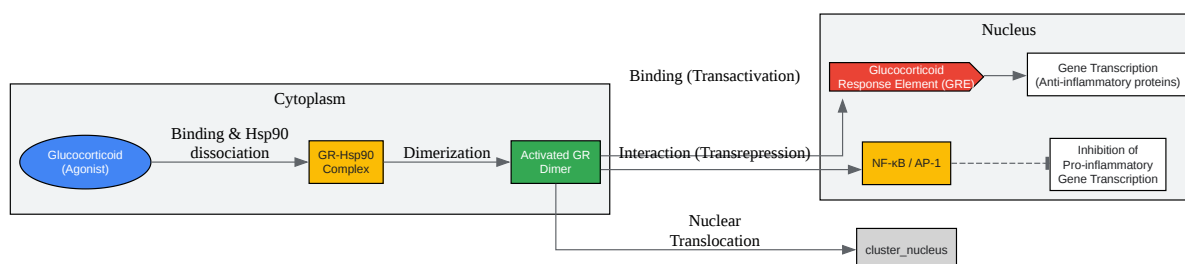 Cytoplasm
Glucocorticoid
(Agonist)
Binding & Hsp90
dissociation
GR-Hsp90
Complex
Dimerization
Activated GR
Dimer
Binding (Transactivation)
Interaction (Transrepression)
Nuclear
Translocation
Nucleus
Glucocorticoid
Response Element (GRE)
Gene Transcription
(Anti-inflammatory proteins)
NF-κB / AP-1
Inhibition of
Pro-inflammatory
Gene Transcription
cluster_nucleus